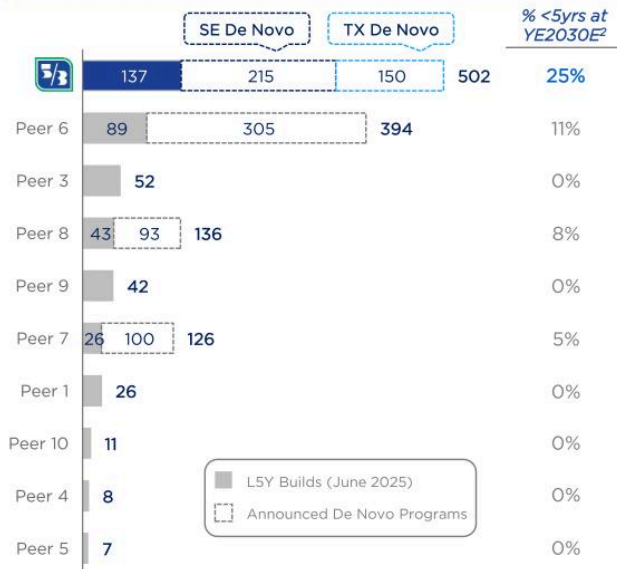 SE De Novo TX De Novo % <5yrs at
YE2030E²
5/3 137 215 150 502 25%
Peer 6 89 305 394 11%
Peer 3 52 0%
Peer 8 43 93 136 8%
Peer 9 42 0%
Peer 7 26 100 126 5%
Peer 1 26 0%
Peer 10 11 0%
Peer 4 8 0%
Peer 5 7 0%
L5Y Builds (June 2025)
Announced De Novo Programs